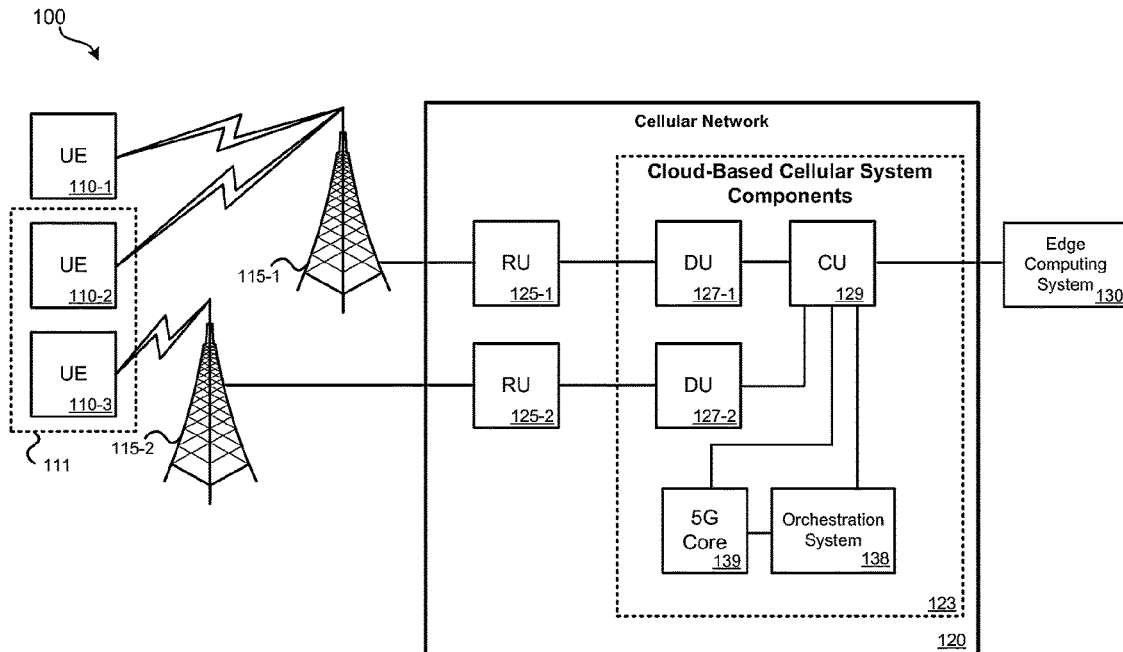 100
Cellular Network
Cloud-Based Cellular System
Components
UE
110-1
UE
110-2
UE
110-3
111
115-1
115-2
RU
125-1
DU
127-1
CU
129
Edge
Computing
System
130
RU
125-2
DU
127-2
5G
Core
139
Orchestration
System
138
123
120